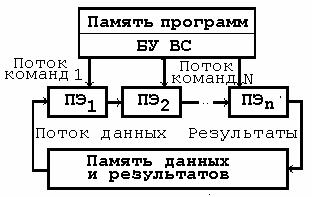 Память программ
БУ ВС
Поток команд 1
Поток команд N
ПЭ1
ПЭ2
...
ПЭn
Поток данных
Результаты
Память данных
и результатов